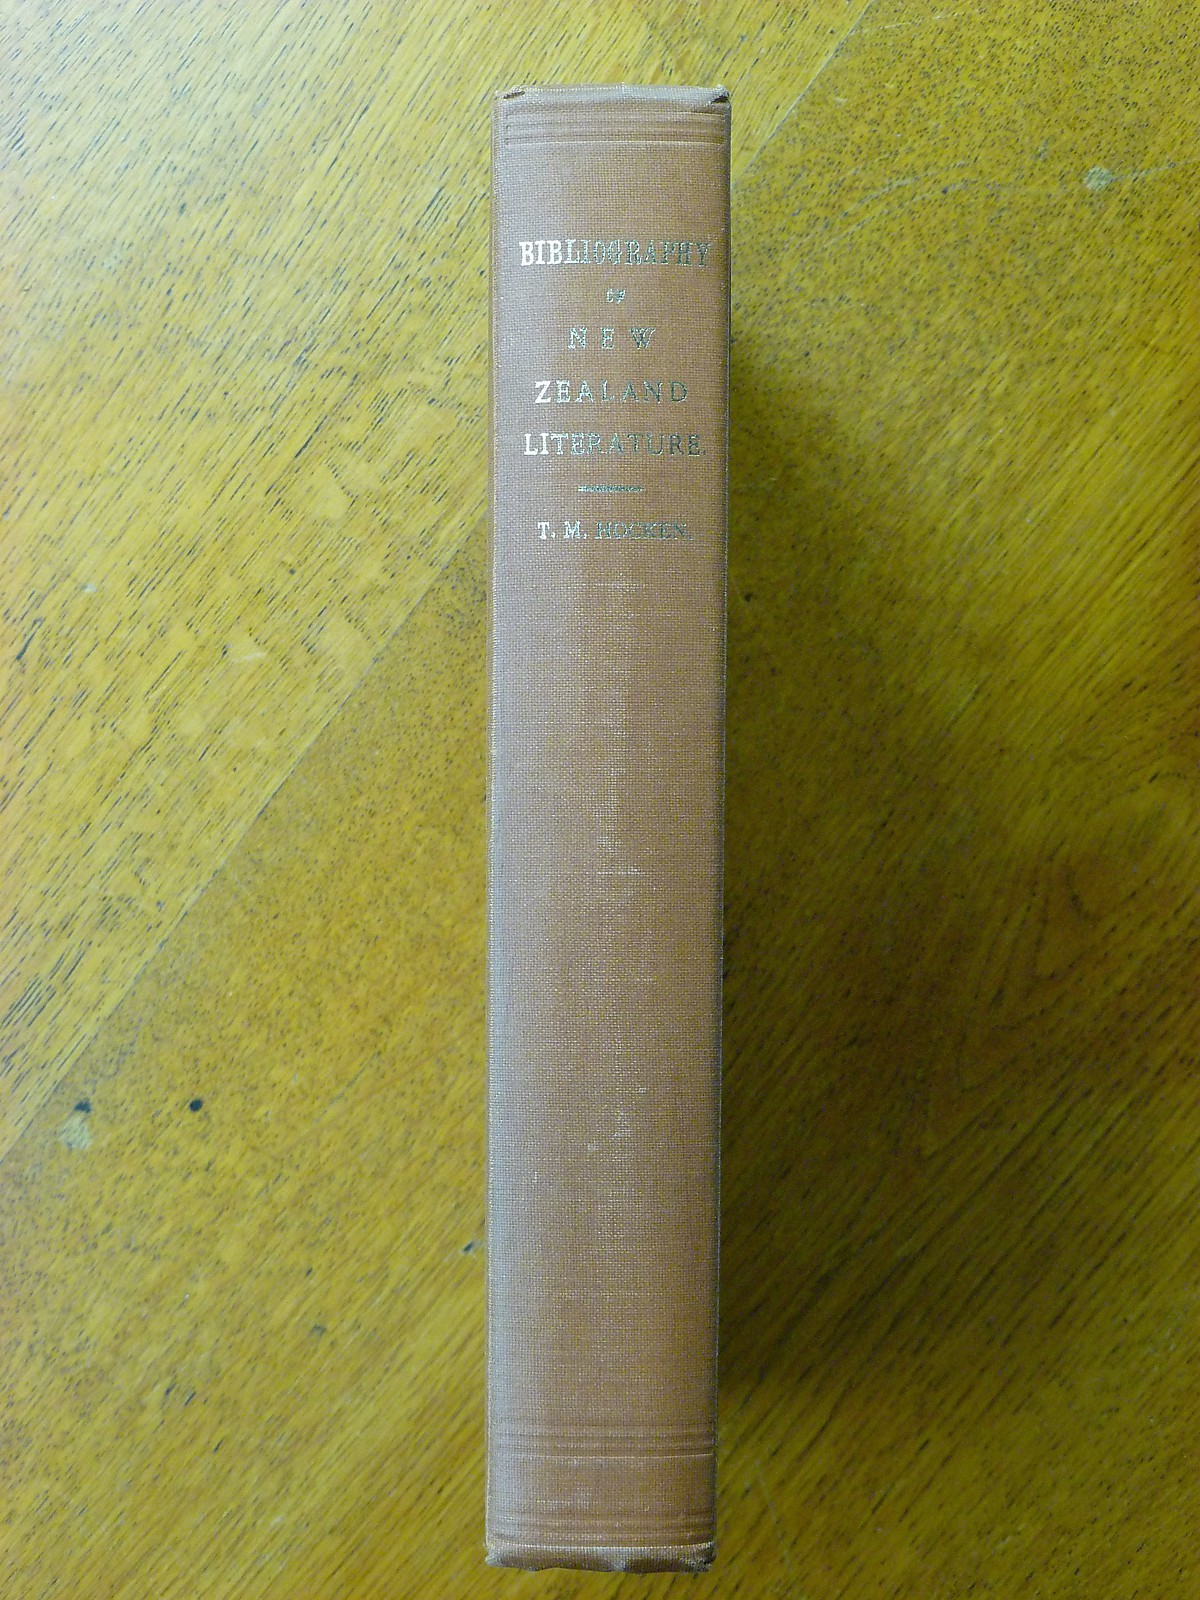 BIBLIOGRAPHY
OF
NEW
ZEALAND
LITERATURE.
T. M. HOCKEN.